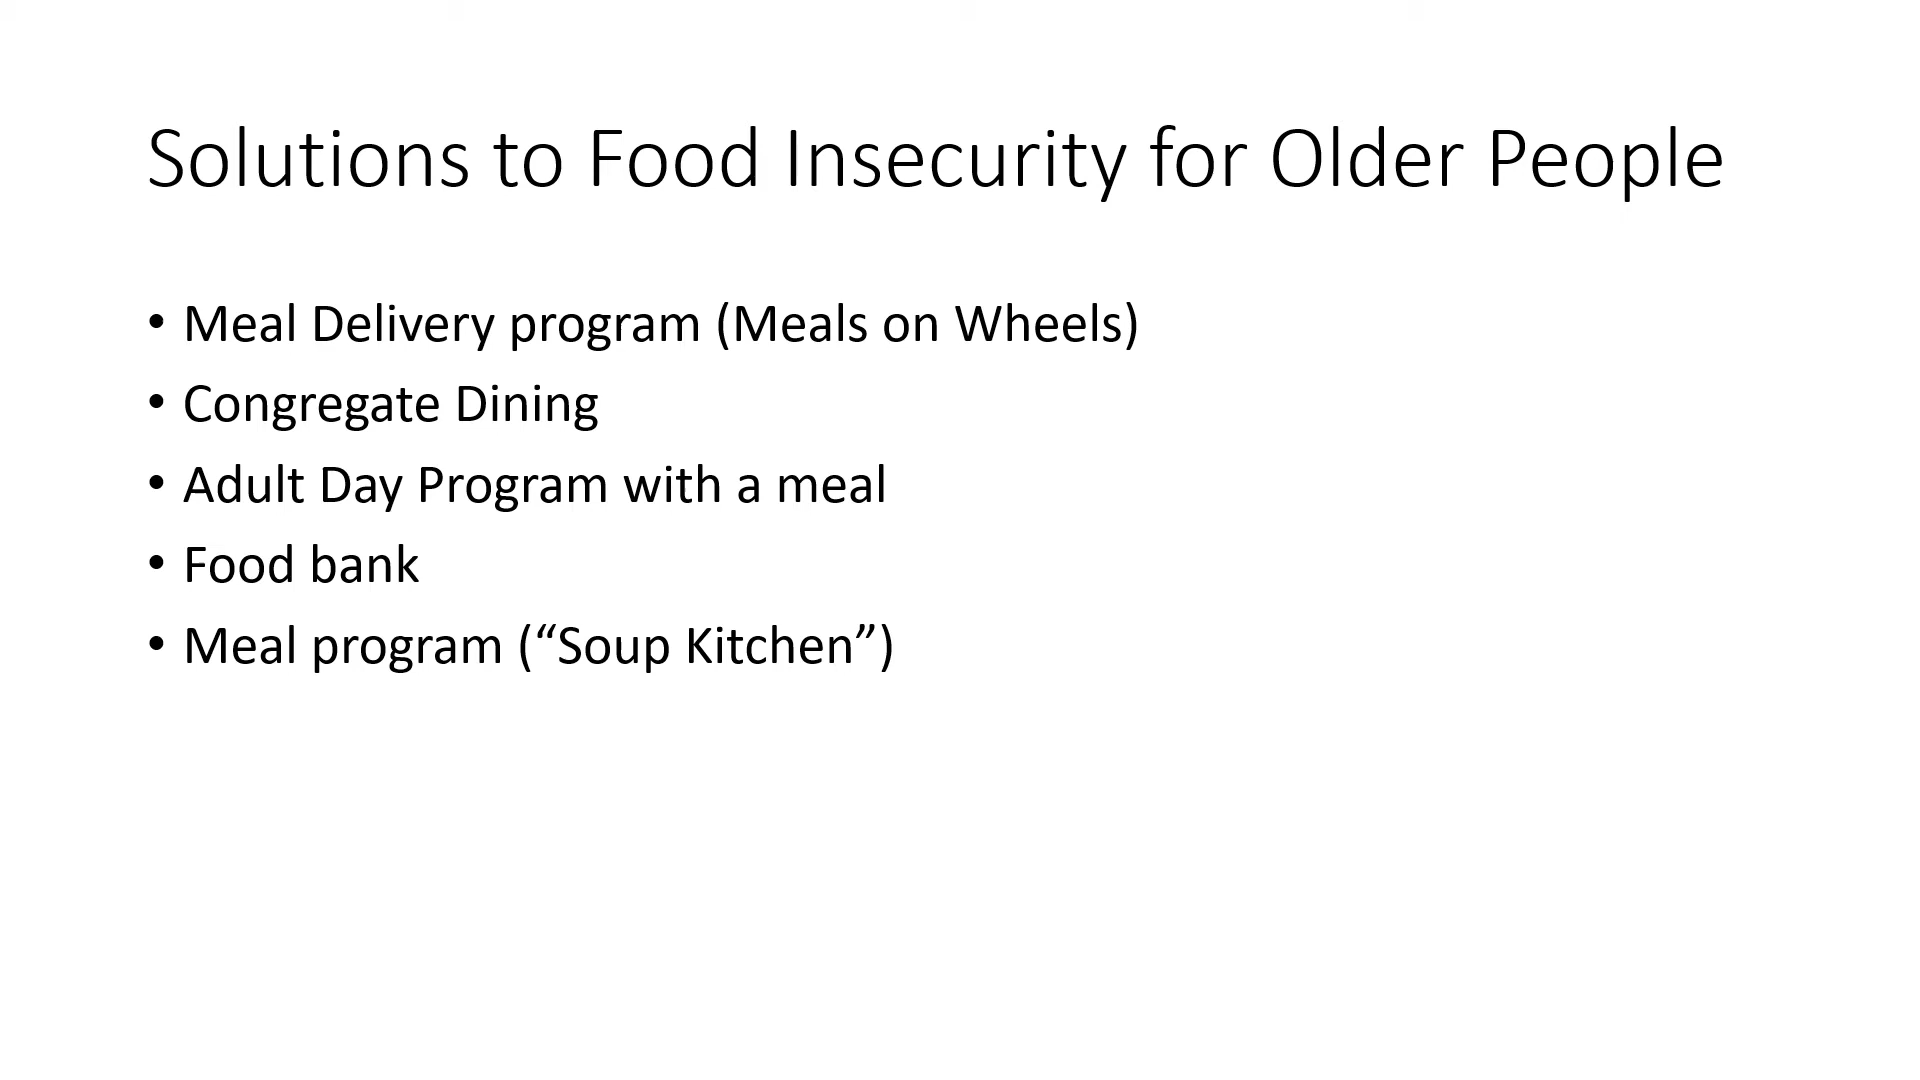 Solutions to Food Insecurity for Older People
• Meal Delivery program (Meals on Wheels)
• Congregate Dining
• Adult Day Program with a meal
• Food bank
• Meal program (“Soup Kitchen”)